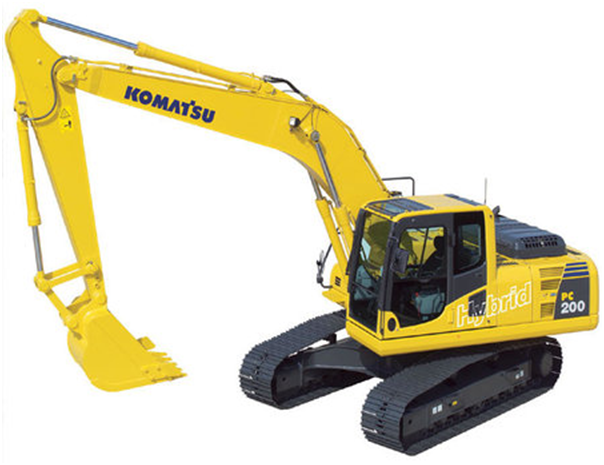 KOMATSU
Hybrid
PC
200